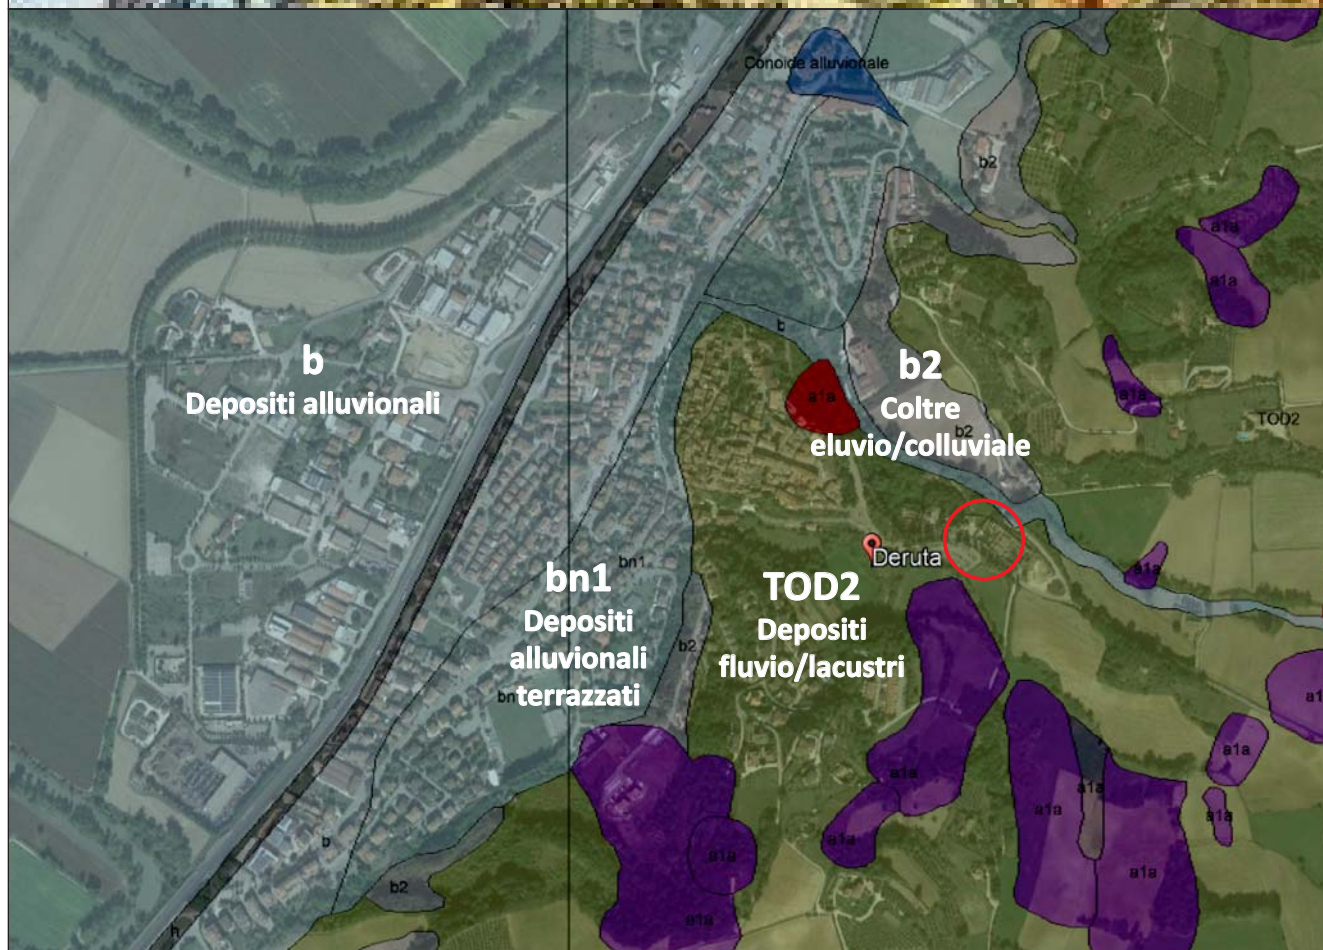 Conoide alluvionale
b2
a1a
a1a
b
b
Depositi alluvionali
b2
Coltre
eluvio/colluviale
b2
a1a
a1a
TOD2
Deruta
a1a
bn1
bn1
Depositi
alluvionali
terrazzati
bn
TOD2
Depositi
fluvio/lacustri
b2
a1
a1a
a1a
a1a
a1a
a1a
a1a
b
a1a
a1a
b2
a1a
h